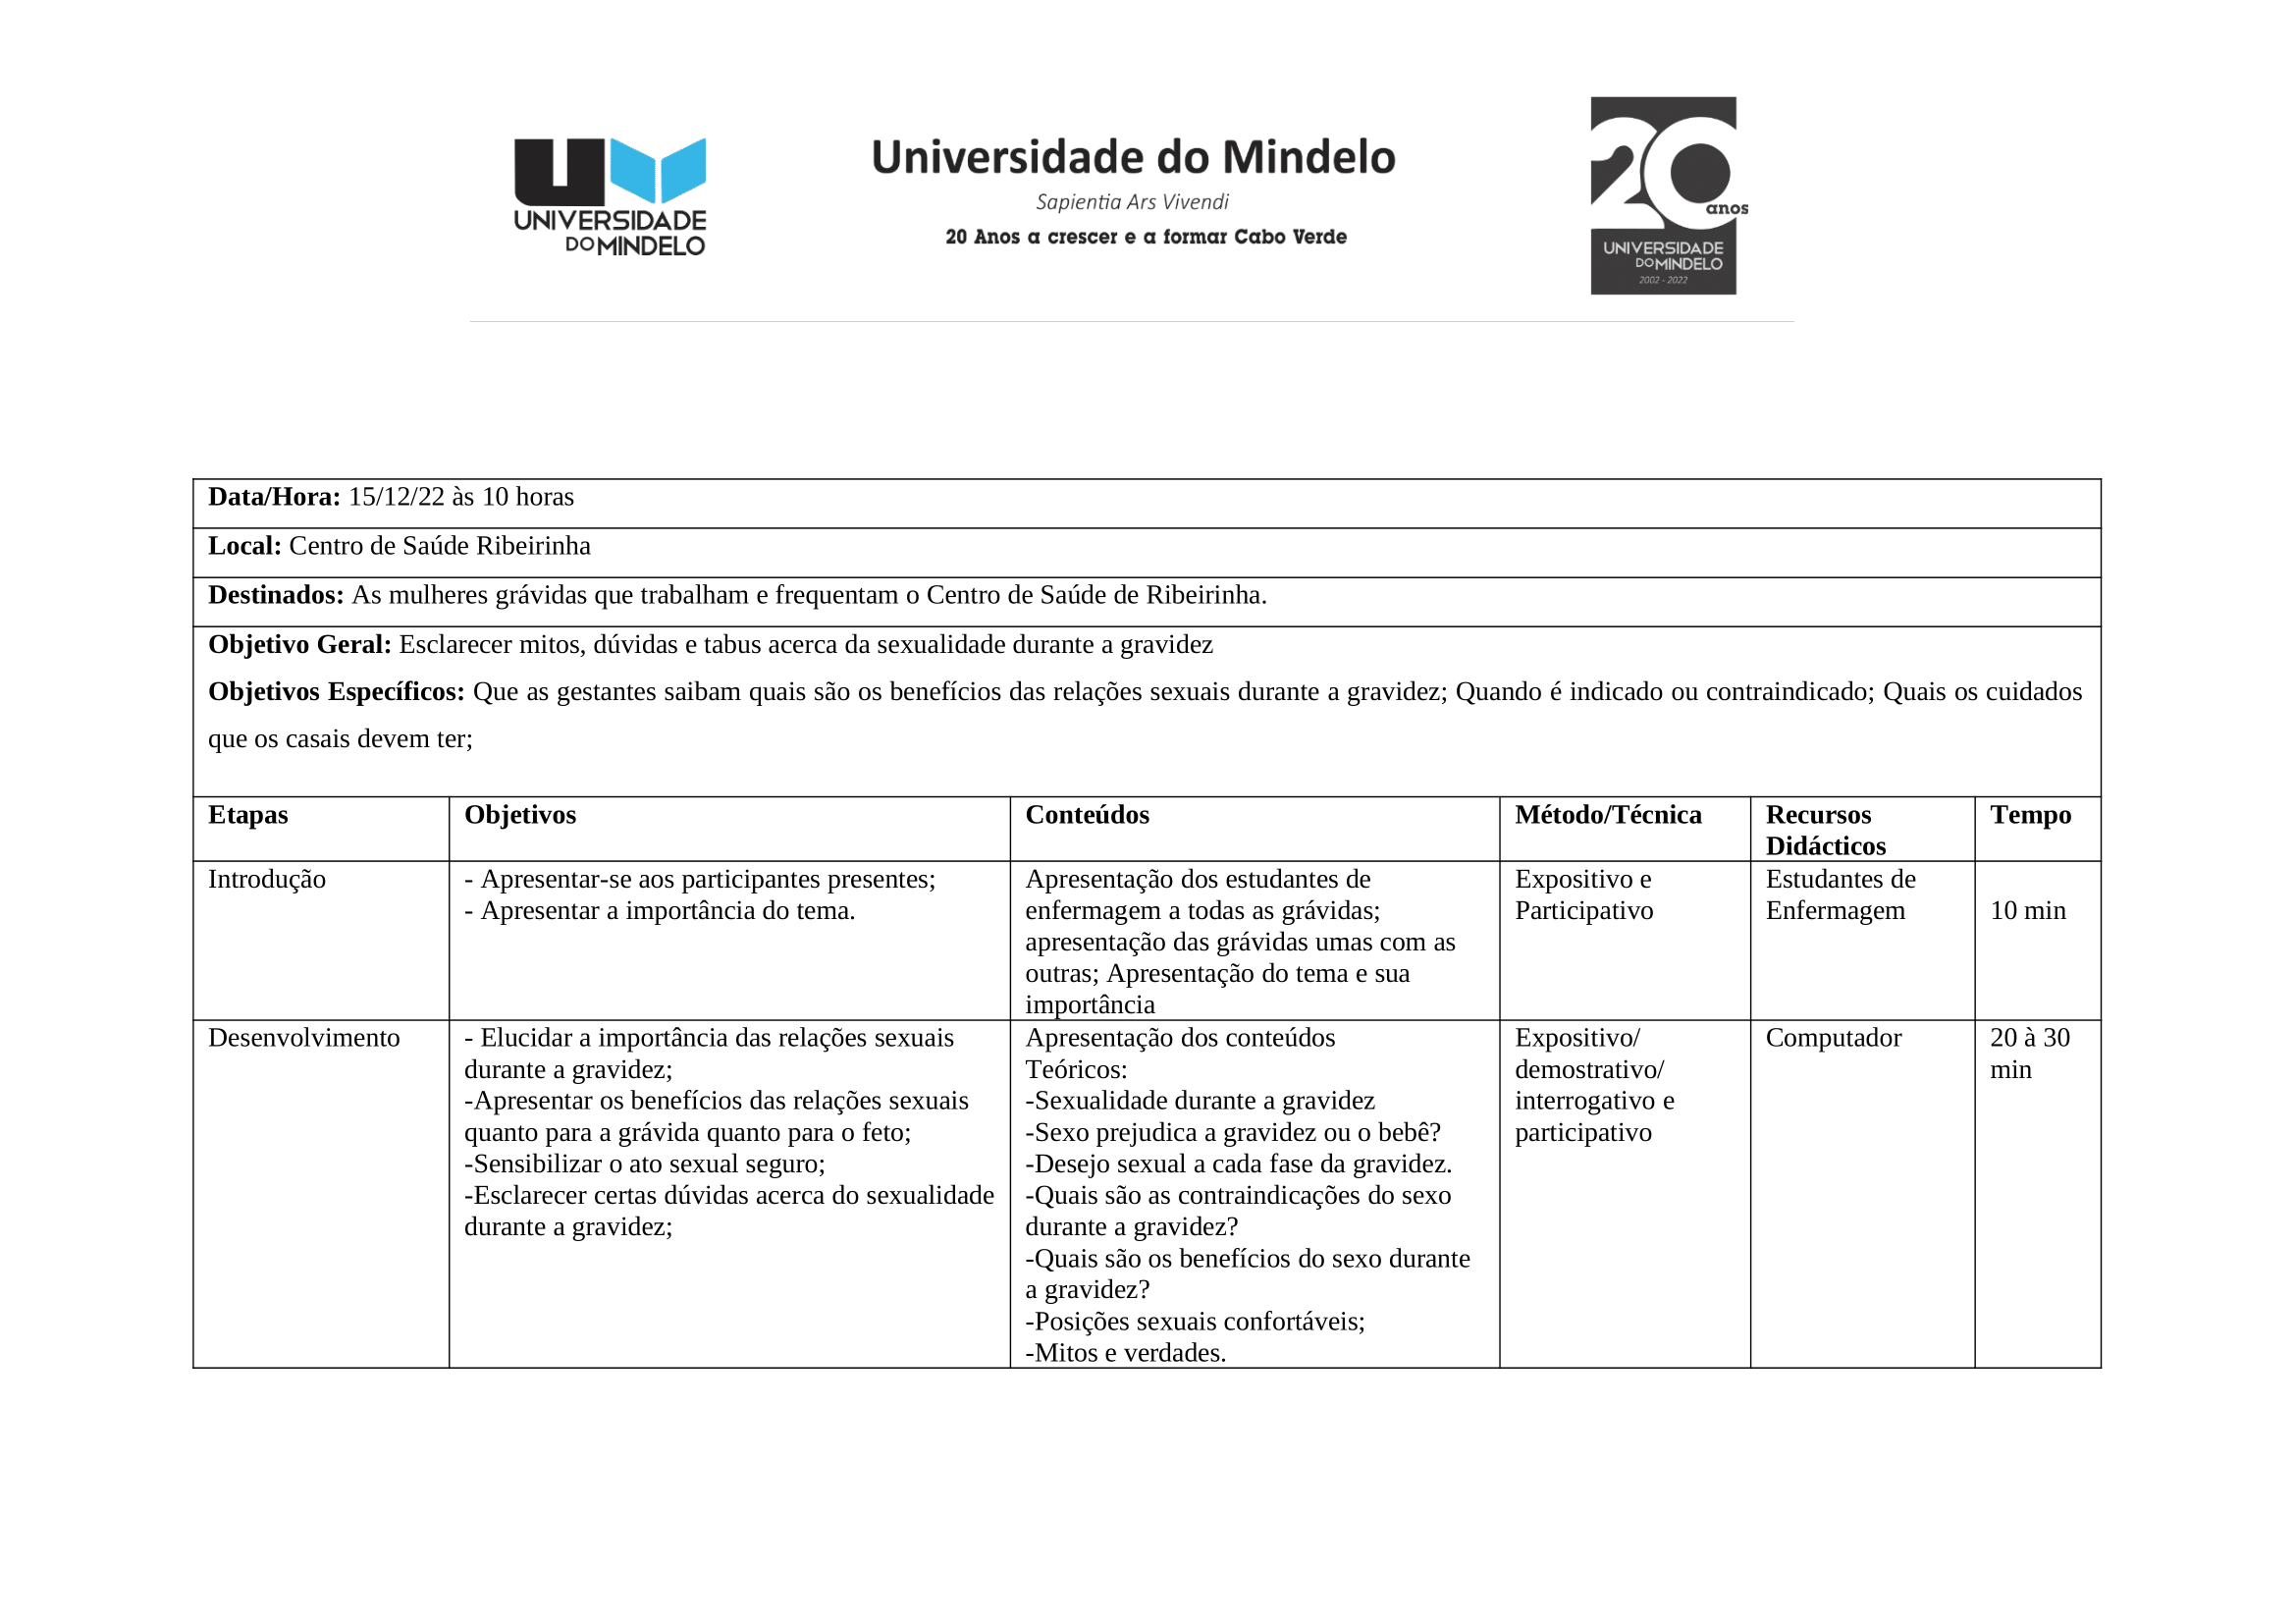 UNIVERSIDADE
DO MINDELO
Universidade do Mindelo
Sapientia Ars Vivendi
20 Anos a crescer e a formar Cabo Verde
20
anos
UNIVERSIDADE
DO MINDELO
2002 - 2022
Data/Hora: 15/12/22 às 10 horas
Local: Centro de Saúde Ribeirinha
Destinados: As mulheres grávidas que trabalham e frequentam o Centro de Saúde de Ribeirinha.
Objetivo Geral: Esclarecer mitos, dúvidas e tabus acerca da sexualidade durante a gravidez
Objetivos Específicos: Que as gestantes saibam quais são os benefícios das relações sexuais durante a gravidez; Quando é indicado ou contraindicado; Quais os cuidados
que os casais devem ter;
Etapas
Objetivos
Conteúdos
Método/Técnica
Recursos
Didácticos
Tempo
Introdução
- Apresentar-se aos participantes presentes;
- Apresentar a importância do tema.
Apresentação dos estudantes de
enfermagem a todas as grávidas;
apresentação das grávidas umas com as
outras; Apresentação do tema e sua
importância
Expositivo e
Participativo
Estudantes de
Enfermagem
10 min
Desenvolvimento
- Elucidar a importância das relações sexuais
durante a gravidez;
-Apresentar os benefícios das relações sexuais
quanto para a grávida quanto para o feto;
-Sensibilizar o ato sexual seguro;
-Esclarecer certas dúvidas acerca do sexualidade
durante a gravidez;
Apresentação dos conteúdos
Teóricos:
-Sexualidade durante a gravidez
-Sexo prejudica a gravidez ou o bebê?
-Desejo sexual a cada fase da gravidez.
-Quais são as contraindicações do sexo
durante a gravidez?
-Quais são os benefícios do sexo durante
a gravidez?
-Posições sexuais confortáveis;
-Mitos e verdades.
Expositivo/
demostrativo/
interrogativo e
participativo
Computador
20 à 30
min